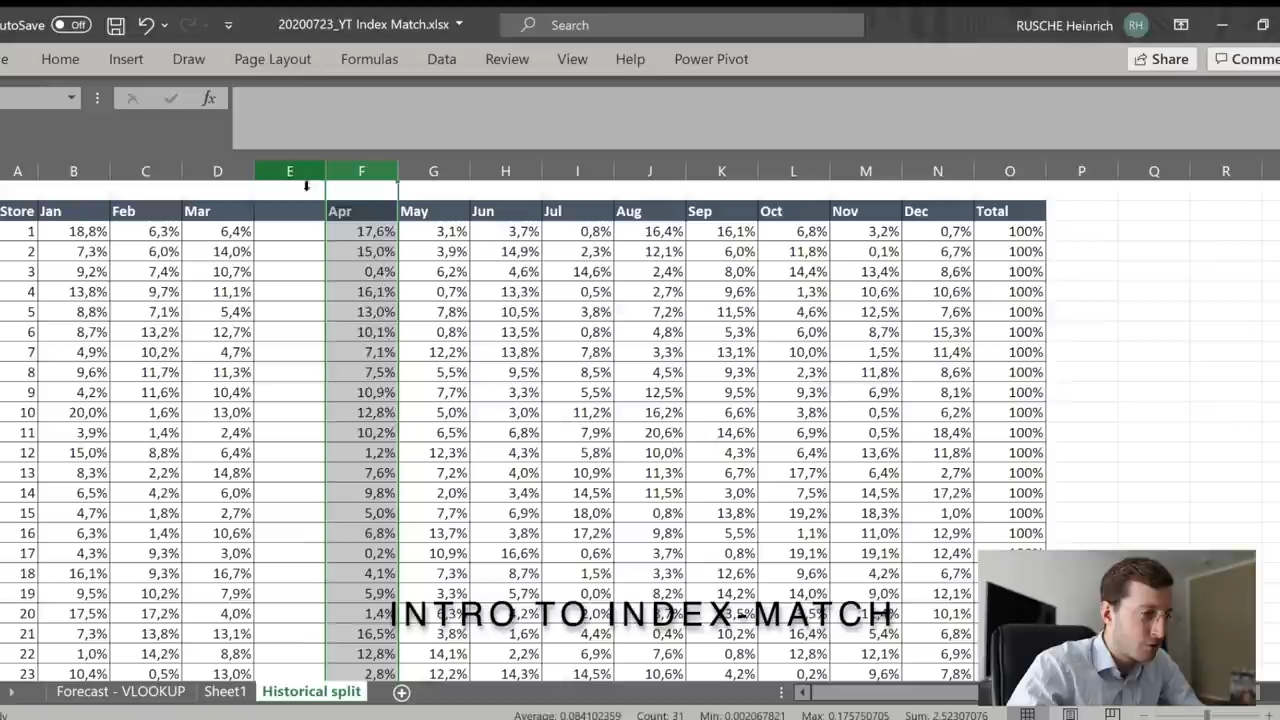 utoSave Off 20200723_YT Index Match.xlsx Search RUSCHE Heinrich RH
e Home Insert Draw Page Layout Formulas Data Review View Help Power Pivot Share Comme
fx
A B C D E F G H I J K L M N O P Q R
Store Jan Feb Mar Apr May Jun Jul Aug Sep Oct Nov Dec Total
1 18,8% 6,3% 6,4% 17,6% 3,1% 3,7% 0,8% 16,4% 16,1% 6,8% 3,2% 0,7% 100%
2 7,3% 6,0% 14,0% 15,0% 3,9% 14,9% 2,3% 12,1% 6,0% 11,8% 0,1% 6,7% 100%
3 9,2% 7,4% 10,7% 0,4% 6,2% 4,6% 14,6% 2,4% 8,0% 14,4% 13,4% 8,6% 100%
4 13,8% 9,7% 11,1% 16,1% 0,7% 13,3% 0,5% 2,7% 9,6% 1,3% 10,6% 10,6% 100%
5 8,8% 7,1% 5,4% 13,0% 7,8% 10,5% 3,8% 7,2% 11,5% 4,6% 12,5% 7,6% 100%
6 8,7% 13,2% 12,7% 10,1% 0,8% 13,5% 0,8% 4,8% 5,3% 6,0% 8,7% 15,3% 100%
7 4,9% 10,2% 4,7% 7,1% 12,2% 13,8% 7,8% 3,3% 13,1% 10,0% 1,5% 11,4% 100%
8 9,6% 11,7% 11,3% 7,5% 5,5% 9,5% 8,5% 4,5% 9,3% 2,3% 11,8% 8,6% 100%
9 4,2% 11,6% 10,4% 10,9% 7,7% 3,3% 5,5% 12,5% 9,5% 9,3% 6,9% 8,1% 100%
10 20,0% 1,6% 13,0% 12,8% 5,0% 3,0% 11,2% 16,2% 6,6% 3,8% 0,5% 6,2% 100%
11 3,9% 1,4% 2,4% 10,2% 6,5% 6,8% 7,9% 20,6% 14,6% 6,9% 0,5% 18,4% 100%
12 15,0% 8,8% 6,4% 1,2% 12,3% 4,3% 5,8% 10,0% 4,3% 6,4% 13,6% 11,8% 100%
13 8,3% 2,2% 14,8% 7,6% 7,2% 4,0% 10,9% 11,3% 6,7% 17,7% 6,4% 2,7% 100%
14 6,5% 4,2% 6,0% 9,8% 2,0% 3,4% 14,5% 11,5% 3,0% 7,5% 14,5% 17,2% 100%
15 4,7% 1,8% 2,7% 5,0% 7,7% 6,9% 18,0% 0,8% 13,8% 19,2% 18,3% 1,0% 100%
16 6,3% 1,4% 10,6% 6,8% 13,7% 3,8% 17,2% 9,8% 5,5% 1,1% 11,0% 12,9% 100%
17 4,3% 9,3% 3,0% 0,2% 10,9% 16,6% 0,6% 3,7% 0,8% 19,1% 19,1% 12,4%
18 16,1% 9,3% 16,7% 4,1% 7,3% 8,7% 1,5% 3,3% 12,6% 9,6% 4,2% 6,7%
19 9,5% 10,2% 7,9% 5,9% 3,3% 5,7% 14,2% 14,0% 9,0% 12,1%
20 17,5% 17,2% 4,0% 1,4% 10,1%
INTRO TO INDEX-MATCH
21 7,3% 13,8% 13,1% 16,5% 3,8% 1,6% 4,4% 0,4% 10,2% 16,4% 5,4% 6,8%
22 1,0% 14,2% 8,8% 12,8% 14,1% 2,2% 6,9% 7,6% 12,8% 12,1% 6,9%
23 10,4% 0,5% 13,0% 2,8% 12,2% 14,3% 14,5% 10,6% 4,2% 0,2% 9,6% 7,8%
Forecast - VLOOKUP Sheet1 Historical split
dy Average: 0.084102359 Count: 31 Min: 0.002067821 Max: 0.175750705 Sum: 2.52307076